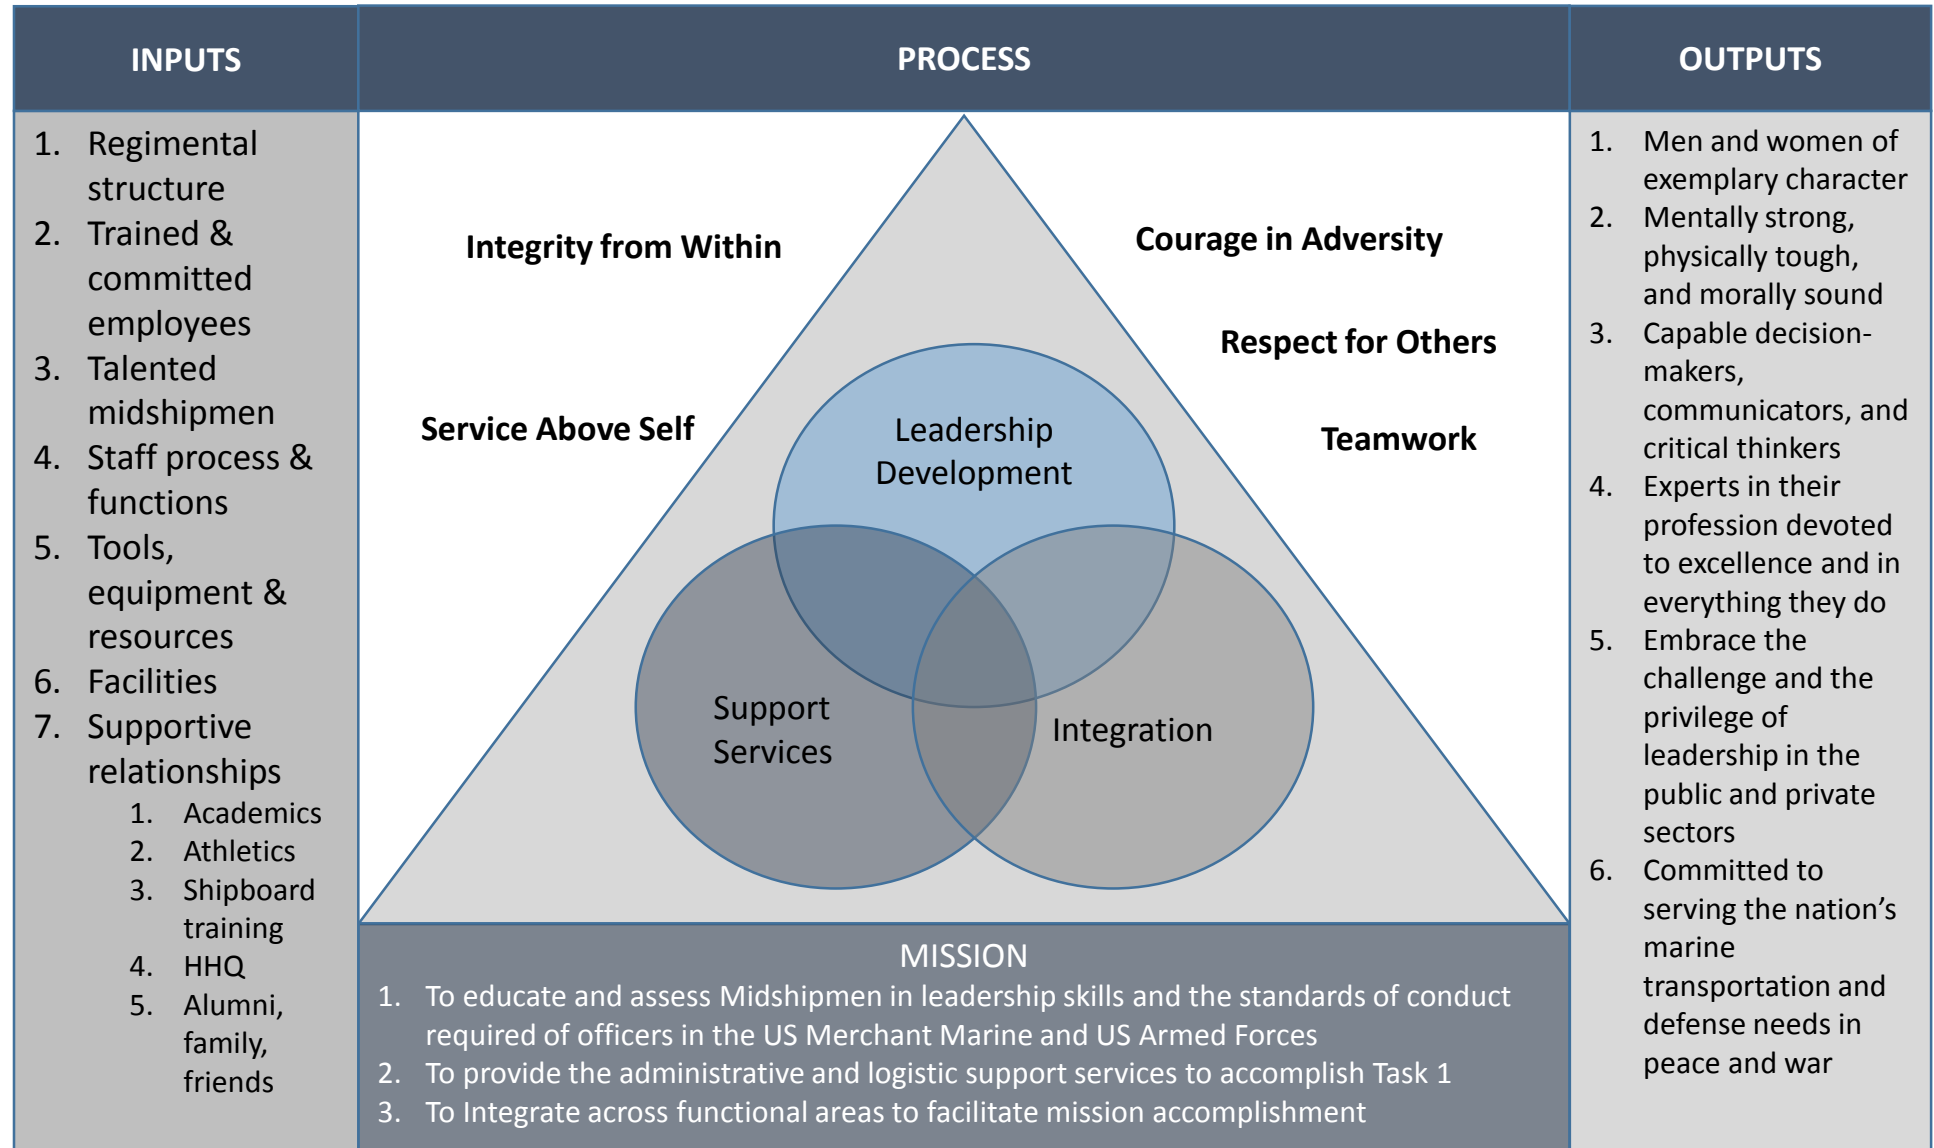 INPUTS
PROCESS
OUTPUTS
1. Regimental
structure
2. Trained &
committed
employees
3. Talented
midshipmen
4. Staff process &
functions
5. Tools,
equipment &
resources
6. Facilities
7. Supportive
relationships
1. Academics
2. Athletics
3. Shipboard
training
4. HHQ
5. Alumni,
family,
friends
Integrity from Within
Service Above Self
Courage in Adversity
Respect for Others
Teamwork
Leadership
Development
Support
Services
Integration
MISSION
1. To educate and assess Midshipmen in leadership skills and the standards of conduct
required of officers in the US Merchant Marine and US Armed Forces
2. To provide the administrative and logistic support services to accomplish Task 1
3. To Integrate across functional areas to facilitate mission accomplishment
1. Men and women of
exemplary character
2. Mentally strong,
physically tough,
and morally sound
3. Capable decision-
makers,
communicators, and
critical thinkers
4. Experts in their
profession devoted
to excellence and in
everything they do
5. Embrace the
challenge and the
privilege of
leadership in the
public and private
sectors
6. Committed to
serving the nation’s
marine
transportation and
defense needs in
peace and war